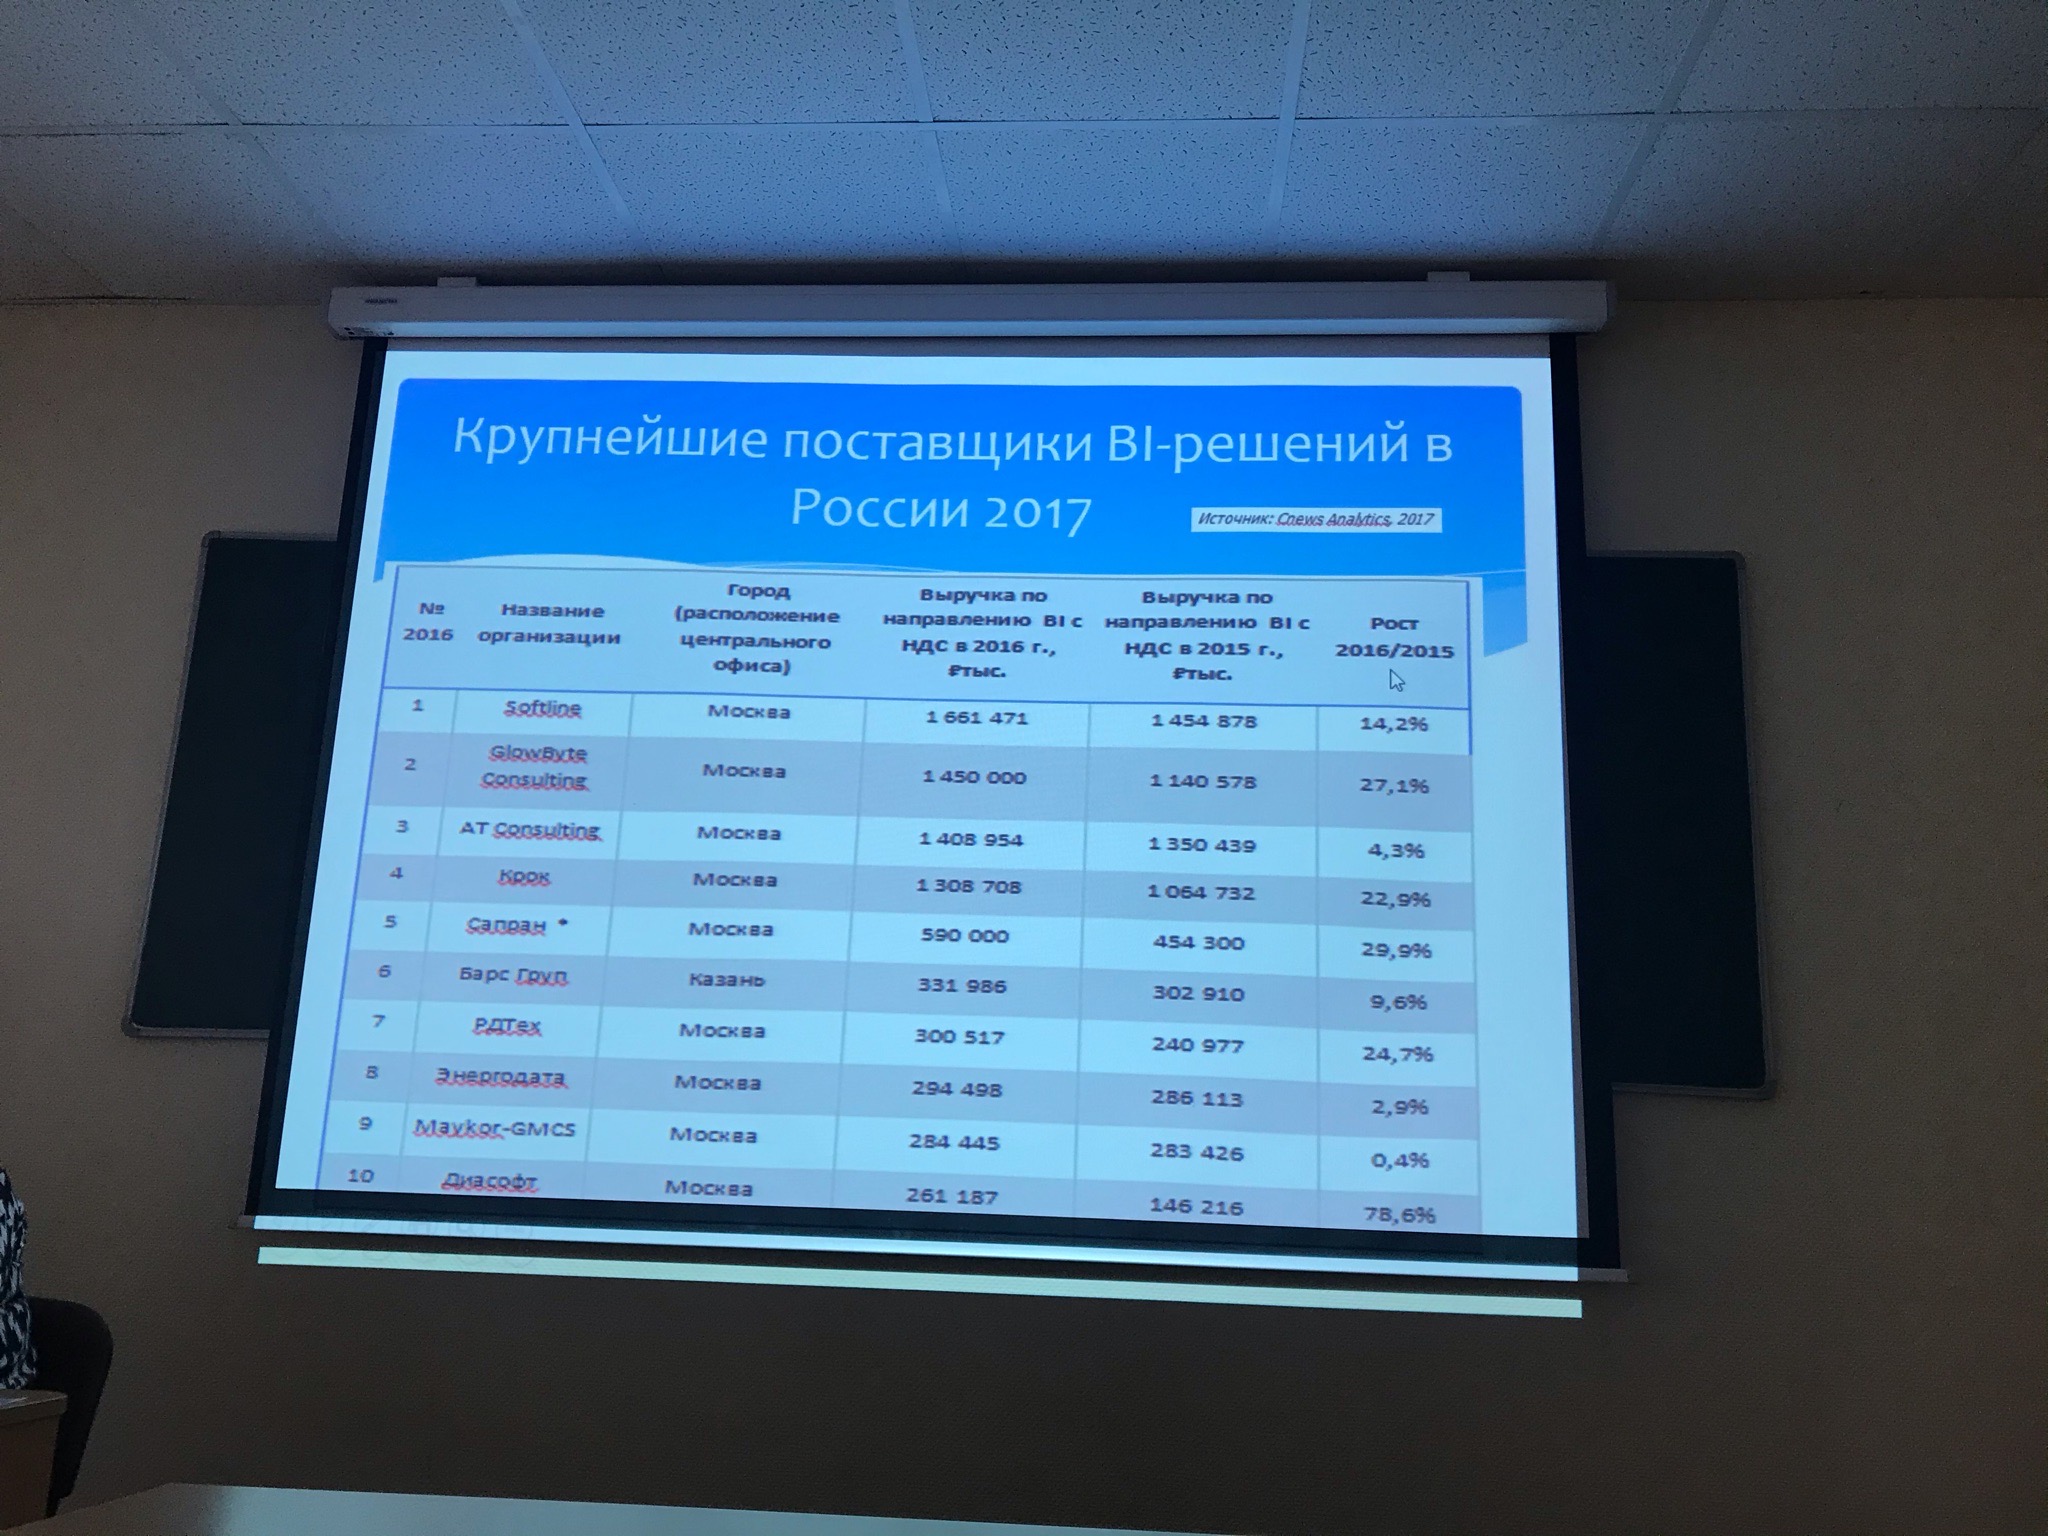 Крупнейшие поставщики BI-решений в
России 2017
Источник: Cnews Analytics, 2017
№ 2016
Название организации
Город (расположение центрального офиса)
Выручка по направлению BI с НДС в 2016 г., ₽тыс.
Выручка по направлению BI с НДС в 2015 г., ₽тыс.
Рост 2016/2015
1 Softline Москва 1 661 471 1 454 878 14,2%
2 GlowByte Consulting Москва 1 450 000 1 140 578 27,1%
3 AT Consulting Москва 1 408 954 1 350 439 4,3%
4 Крок Москва 1 308 708 1 064 732 22,9%
5 Сапран * Москва 590 000 454 300 29,9%
6 Барс Груп Казань 331 986 302 910 9,6%
7 РДТех Москва 300 517 240 977 24,7%
8 Энергодата Москва 294 498 286 113 2,9%
9 Maykor-GMCS Москва 284 445 283 426 0,4%
10 Диасофт Москва 261 187 146 216 78,6%